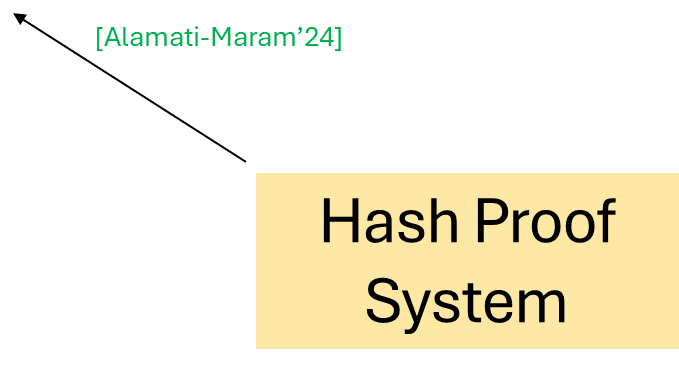 [Alamati-Maram’24]
Hash Proof
System